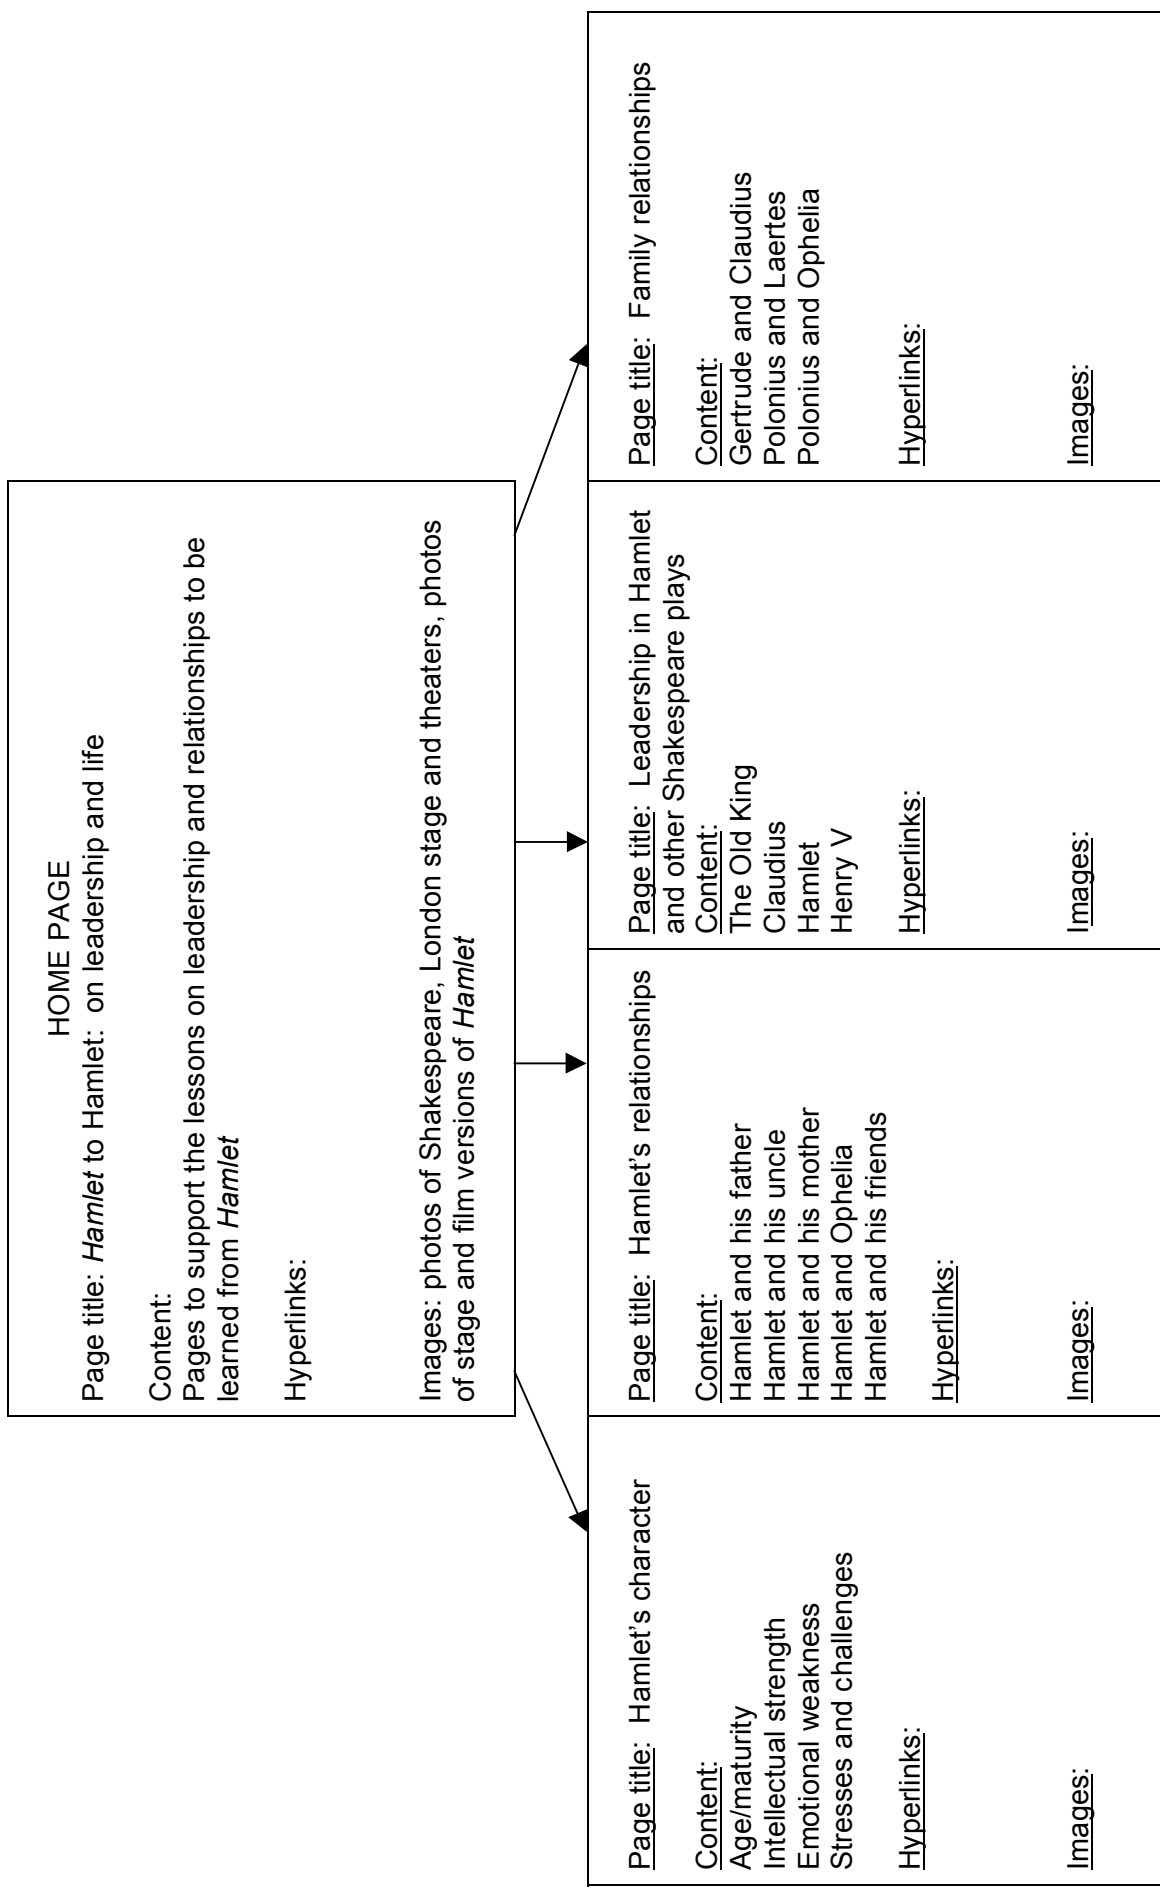 HOME PAGE
Page title: Hamlet to Hamlet: on leadership and life
Content:
Pages to support the lessons on leadership and relationships to be
learned from Hamlet
Hyperlinks:
Images: photos of Shakespeare, London stage and theaters, photos
of stage and film versions of Hamlet
Page title: Hamlet's character
Content:
Age/maturity
Intellectual strength
Emotional weakness
Stresses and challenges
Hyperlinks:
Images:
Page title: Hamlet's relationships
Content:
Hamlet and his father
Hamlet and his uncle
Hamlet and his mother
Hamlet and Ophelia
Hamlet and his friends
Hyperlinks:
Images:
Page title: Leadership in Hamlet
and other Shakespeare plays
Content:
The Old King
Claudius
Hamlet
Henry V
Hyperlinks:
Images:
Page title: Family relationships
Content:
Gertrude and Claudius
Polonius and Laertes
Polonius and Ophelia
Hyperlinks:
Images: